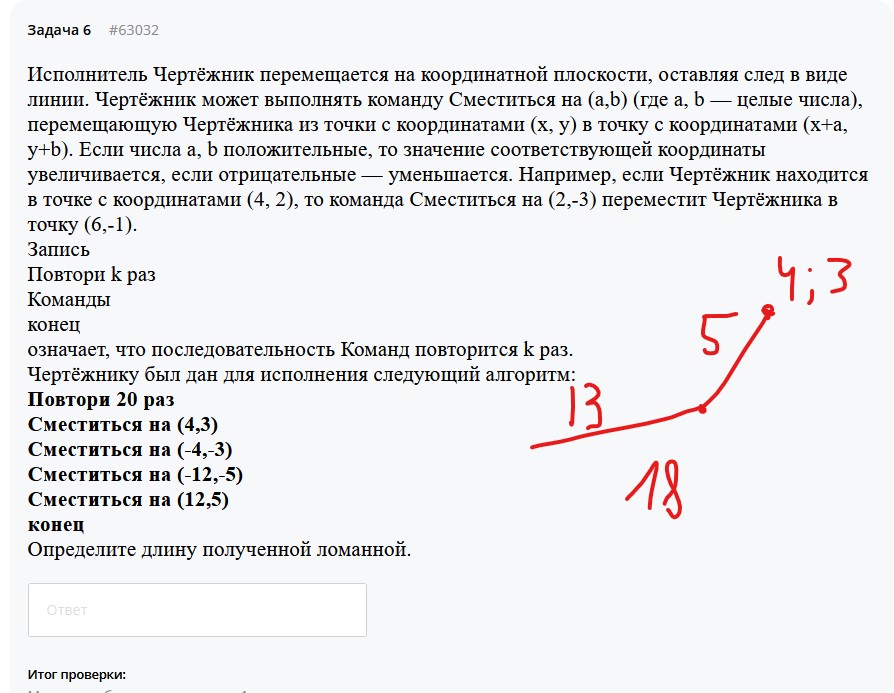 Задача 6 #63032
Исполнитель Чертёжник перемещается на координатной плоскости, оставляя след в виде
линии. Чертёжник может выполнять команду Сместиться на (a,b) (где a, b — целые числа),
перемещающую Чертёжника из точки с координатами (x, y) в точку с координатами (x+a,
y+b). Если числа a, b положительные, то значение соответствующей координаты
увеличивается, если отрицательные — уменьшается. Например, если Чертёжник находится
в точке с координатами (4, 2), то команда Сместиться на (2,-3) переместит Чертёжника в
точку (6,-1).
Запись
Повтори k раз
Команды
конец
означает, что последовательность Команд повторится k раз.
Чертёжнику был дан для исполнения следующий алгоритм:
Повтори 20 раз
Сместиться на (4,3)
Сместиться на (-4,-3)
Сместиться на (-12,-5)
Сместиться на (12,5)
конец
Определите длину полученной ломанной.
4;3
5
13
18
Ответ
Итог проверки: